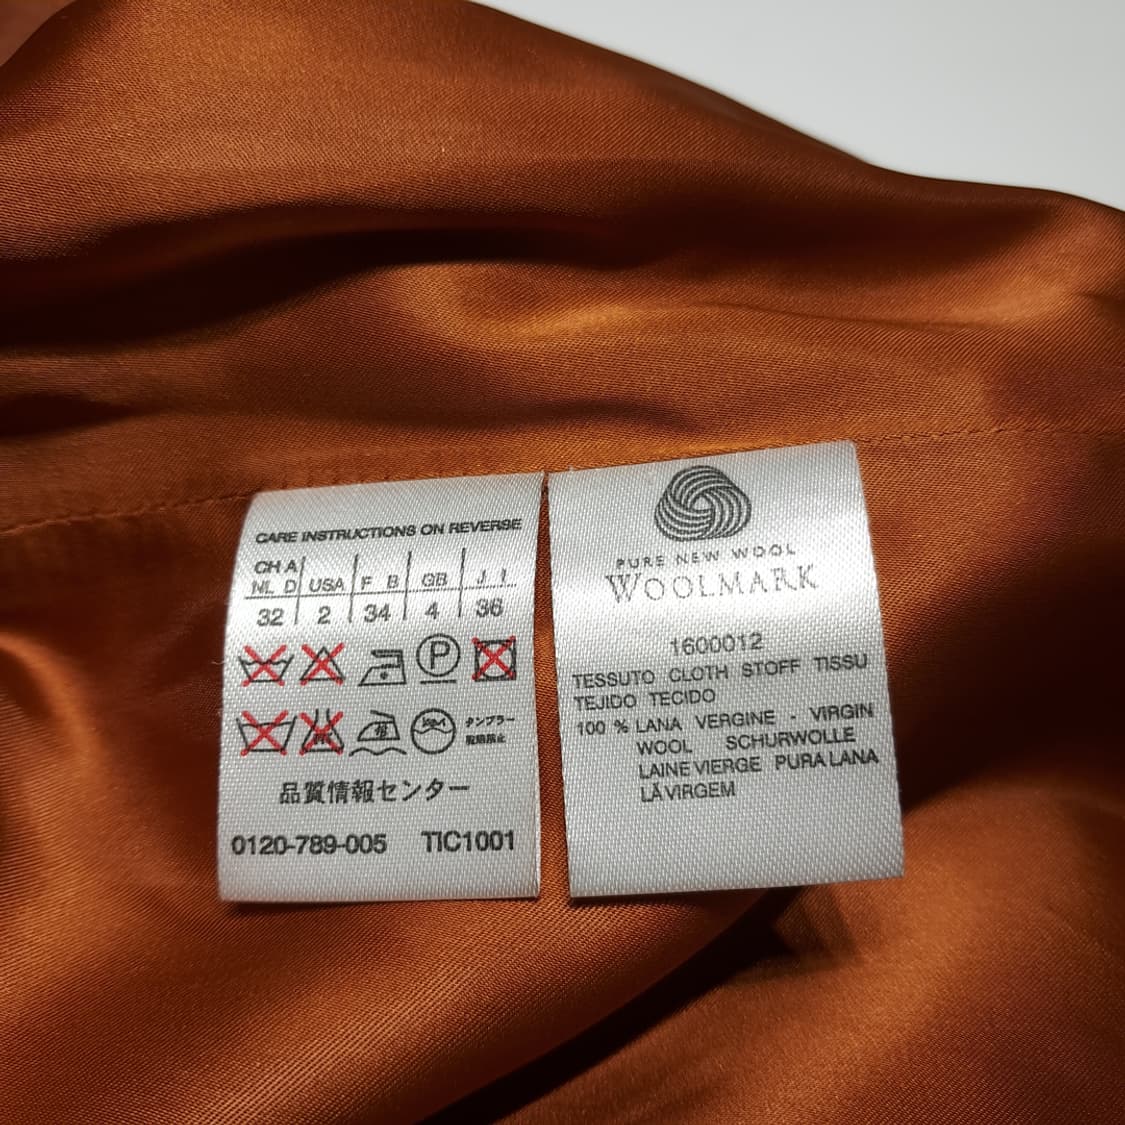 CARE INSTRUCTIONS ON REVERSE
CH A
NL D USA F B GB J I
32 2 34 4 36
P
タンブラー
乾燥禁止
品質情報センター
0120-789-005 TIC1001
PURE NEW WOOL
WOOLMARK
1600012
TESSUTO CLOTH STOFF TISSU
TEJIDO TECIDO
100 % LANA VERGINE - VIRGIN
WOOL SCHURWOLLE
LAINE VIERGE PURA LANA
LÃ VIRGEM